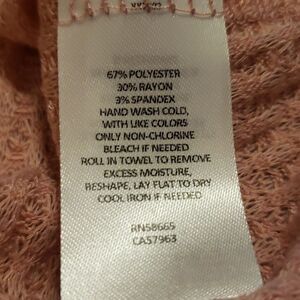 67% POLYESTER
30% RAYON
3% SPANDEX
HAND WASH COLD,
WITH LIKE COLORS
ONLY NON-CHLORINE
BLEACH IF NEEDED
ROLL IN TOWEL TO REMOVE
EXCESS MOISTURE,
RESHAPE, LAY FLAT TO DRY
COOL IRON IF NEEDED
RN58665
CA57963